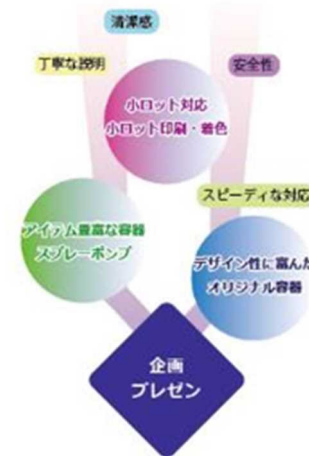 清潔感
丁寧な説明
安全性
小ロット対応
小ロット印刷・着色
スピーディな対応
アイテム豊富な容器
スプレーポンプ
デザイン性に富んだ
オリジナル容器
企画
プレゼン